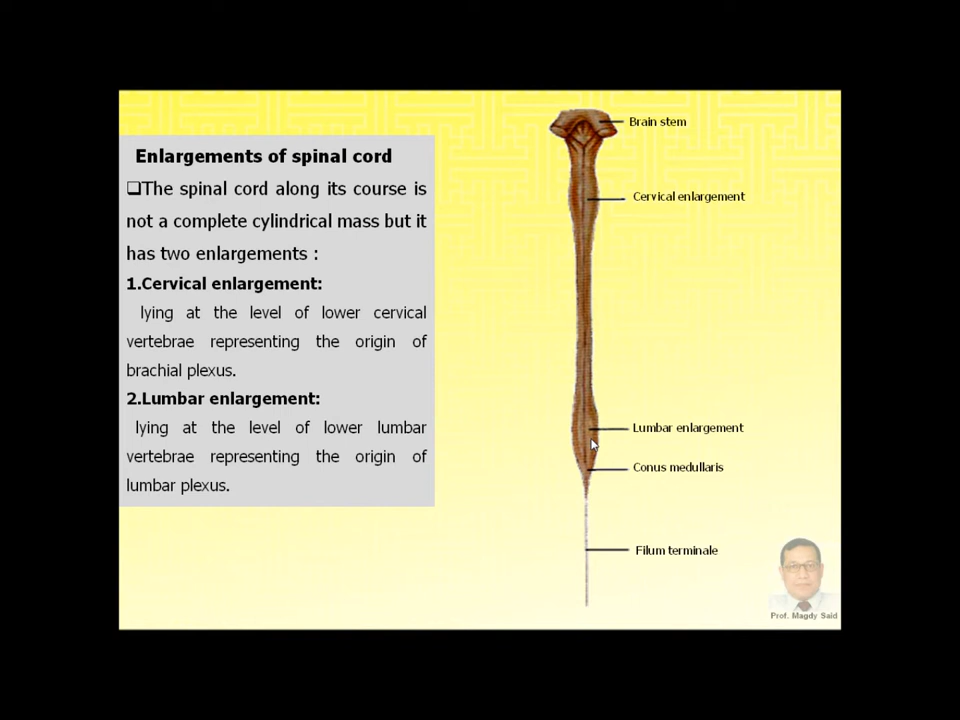 Enlargements of spinal cord
❑The spinal cord along its course is
not a complete cylindrical mass but it
has two enlargements :
1.Cervical enlargement:
lying at the level of lower cervical
vertebrae representing the origin of
brachial plexus.
2.Lumbar enlargement:
lying at the level of lower lumbar
vertebrae representing the origin of
lumbar plexus.
Brain stem
Cervical enlargement
Lumbar enlargement
Conus medullaris
Filum terminale
Prof. Magdy Said